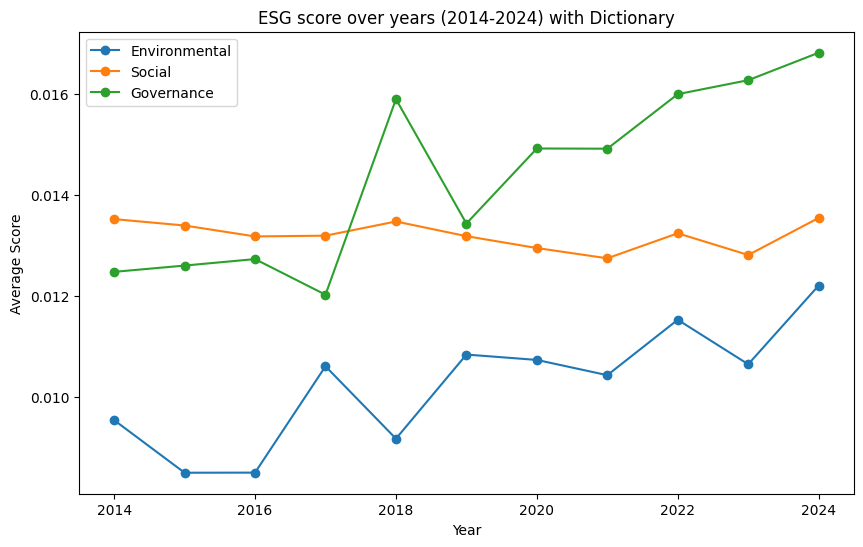 ESG score over years (2014-2024) with Dictionary
Environmental
Social
Governance
Average Score
0.016
0.014
0.012
0.010
2014 2016 2018 2020 2022 2024
Year